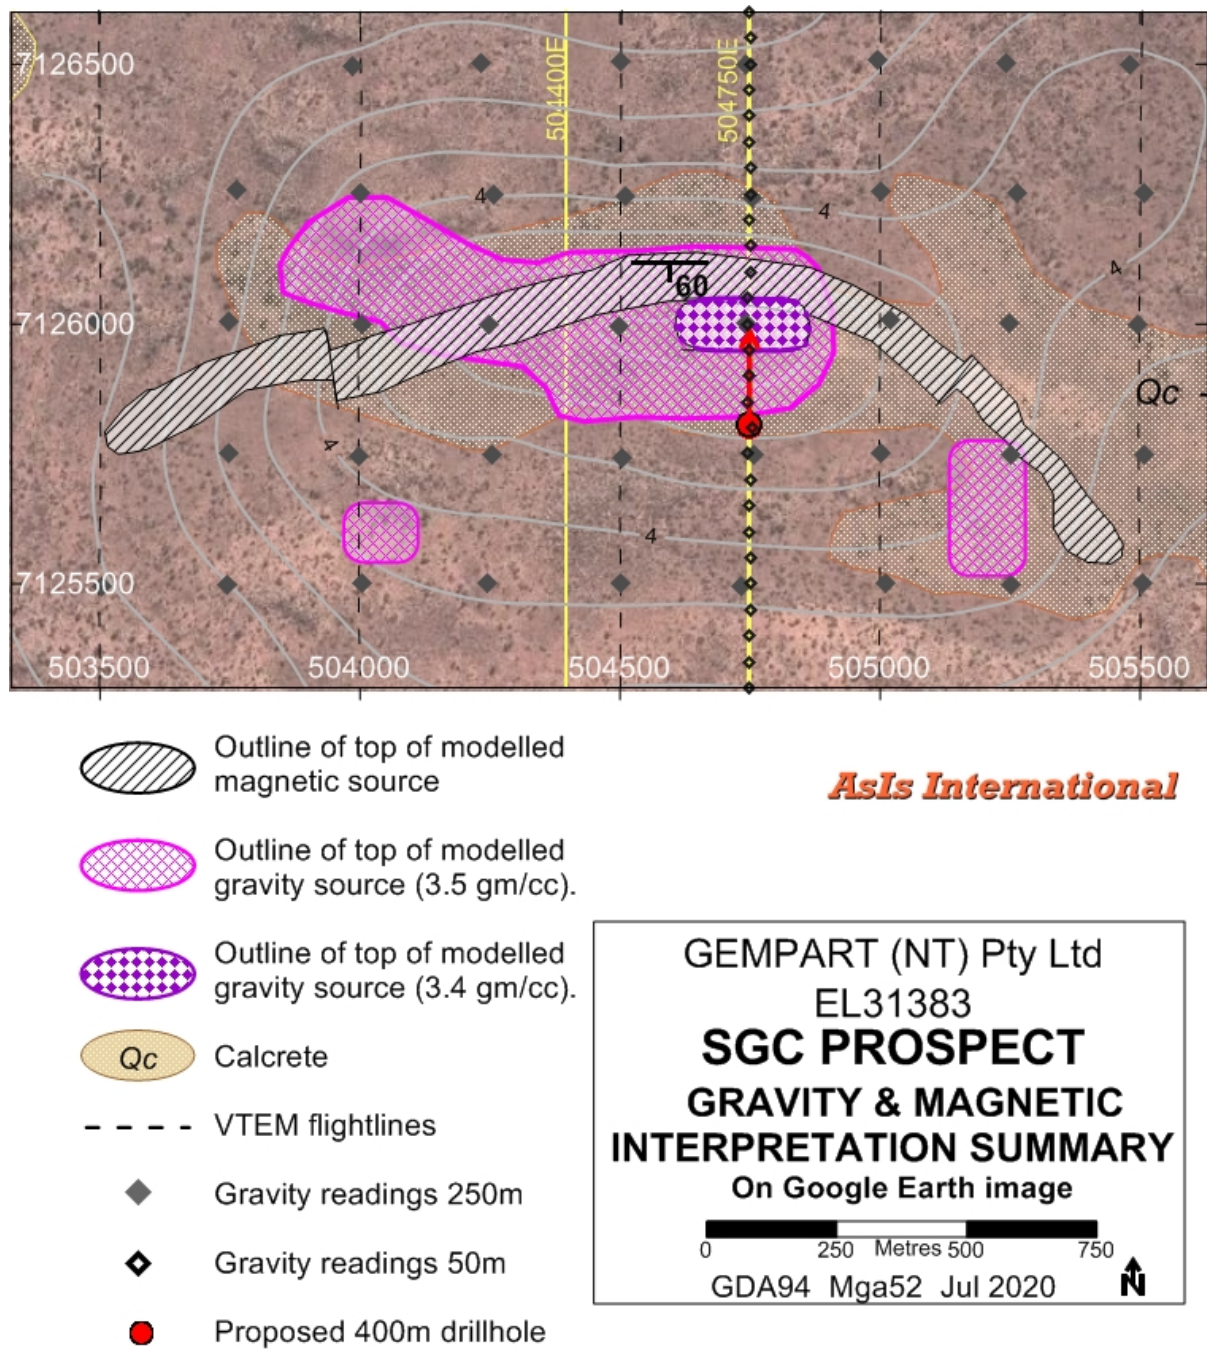 7126500
504400E
504750E
4
4
4
60
7126000
Qc
4
4
7125500
503500
504000
504500
505000
505500
Outline of top of modelled
magnetic source
AsIs International
Outline of top of modelled
gravity source (3.5 gm/cc).
Outline of top of modelled
gravity source (3.4 gm/cc).
Qc
Calcrete
VTEM flightlines
Gravity readings 250m
Gravity readings 50m
Proposed 400m drillhole
GEMPART (NT) Pty Ltd
EL31383
SGC PROSPECT
GRAVITY & MAGNETIC
INTERPRETATION SUMMARY
On Google Earth image
0 250 Metres 500 750
GDA94 Mga52 Jul 2020
N